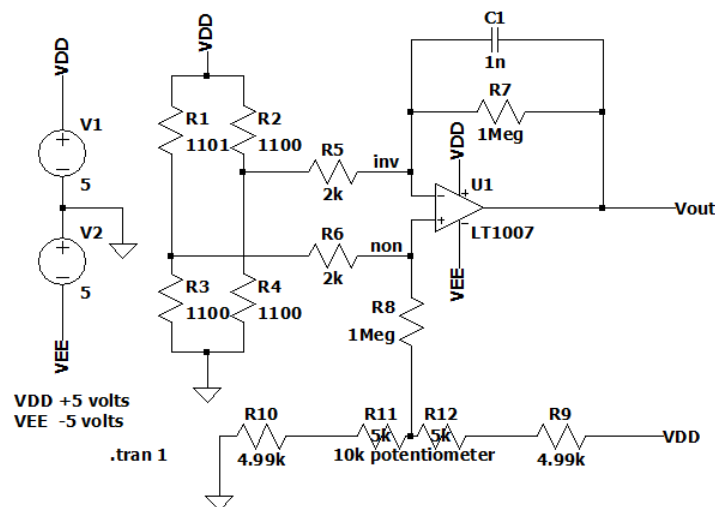 VDD
V1
5
V2
5
VEE
VDD
R1
1101
R2
1100
R3
1100
R4
1100
R5
2k
inv
R6
2k
non
C1
1n
R7
1Meg
VDD
U1
LT1007
VEE
Vout
R8
1Meg
VDD +5 volts
VEE -5 volts
.tran 1
R10
4.99k
R11
5k
R12
5k
10k potentiometer
R9
4.99k
VDD